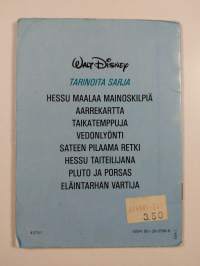 WALT DISNEY
TARINOITA SARJA
HESSU MAALAA MAINOSKILPIÄ
AARREKARTTA
TAIKATEMPPUJA
VEDONLYÖNTI
SATEEN PILAAMA RETKI
HESSU TAITEILIJANA
PLUTO JA PORSAS
ELÄINTARHAN VARTIJA
3.50